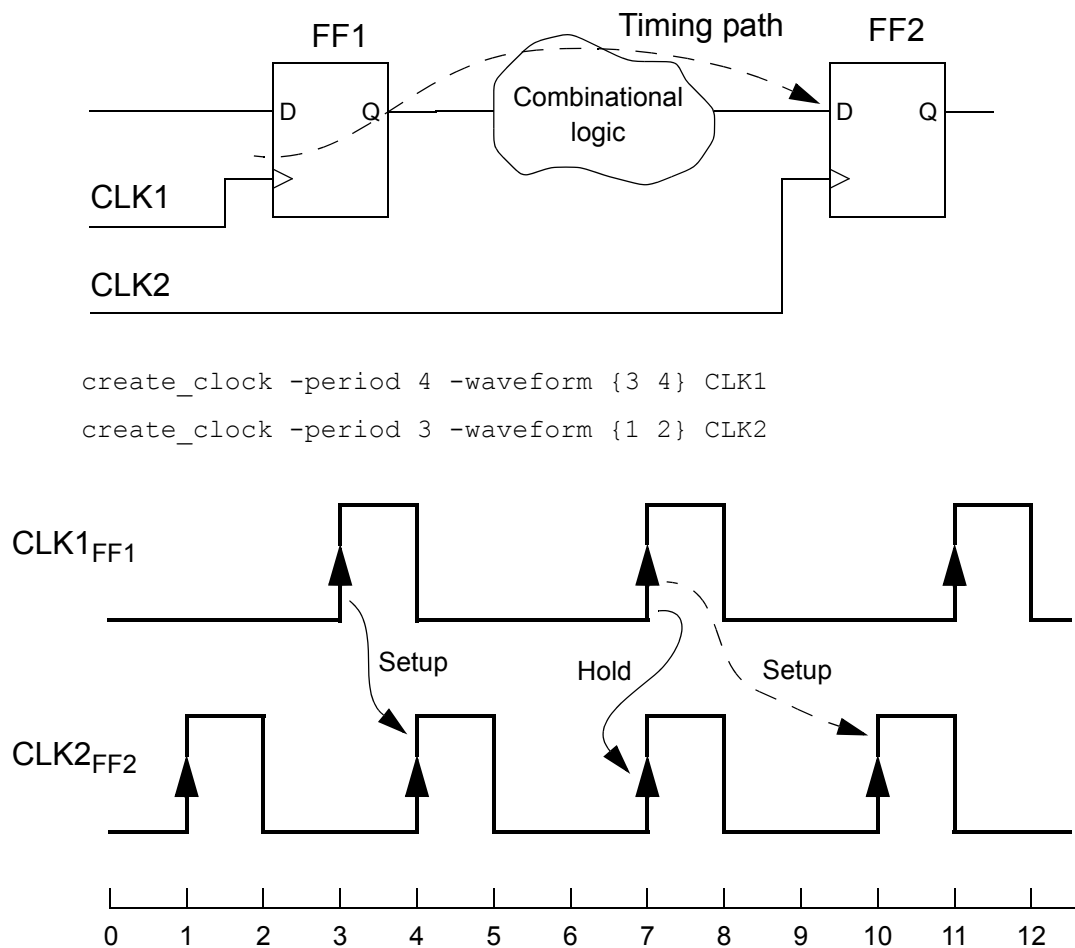 FF1
Timing path
FF2
D
Q
Combinational
logic
D
Q
CLK1
CLK2
create_clock -period 4 -waveform {3 4} CLK1
create_clock -period 3 -waveform {1 2} CLK2
CLK1FF1
Setup
Hold
Setup
CLK2FF2
0 1 2 3 4 5 6 7 8 9 10 11 12